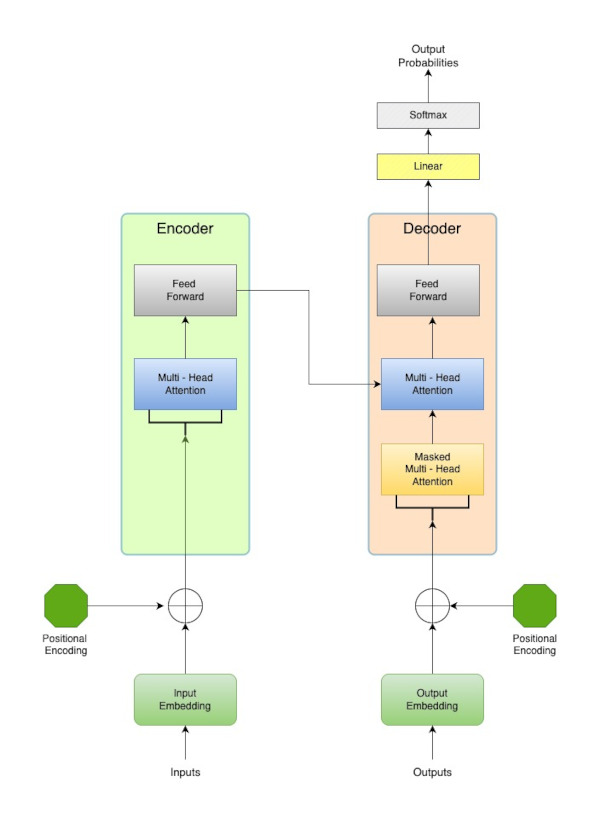 Output
Probabilities
Softmax
Linear
Encoder
Decoder
Feed
Forward
Feed
Forward
Multi - Head
Attention
Multi - Head
Attention
Masked
Multi - Head
Attention
Positional
Encoding
Positional
Encoding
Input
Embedding
Output
Embedding
Inputs
Outputs